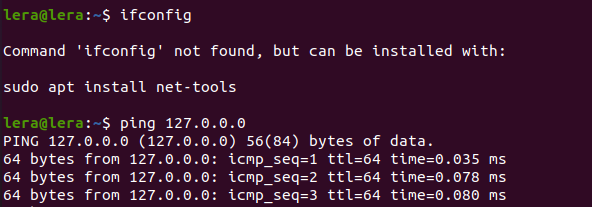 lera@lera:~$ ifconfig
Command 'ifconfig' not found, but can be installed with:
sudo apt install net-tools
lera@lera:~$ ping 127.0.0.0
PING 127.0.0.0 (127.0.0.0) 56(84) bytes of data.
64 bytes from 127.0.0.0: icmp_seq=1 ttl=64 time=0.035 ms
64 bytes from 127.0.0.0: icmp_seq=2 ttl=64 time=0.078 ms
64 bytes from 127.0.0.0: icmp_seq=3 ttl=64 time=0.080 ms